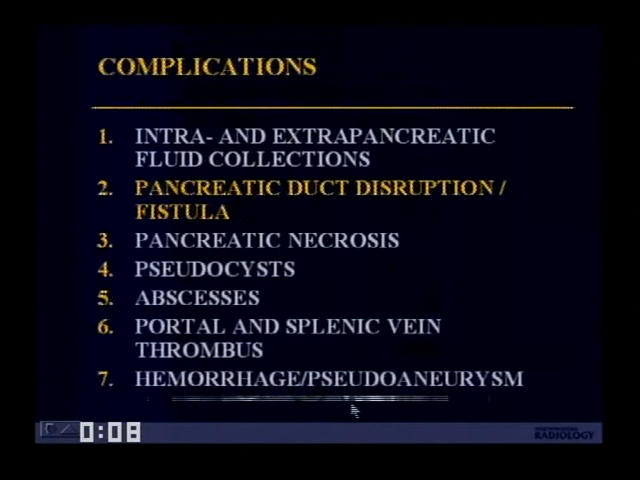 COMPLICATIONS
1. INTRA- AND EXTRAPANCREATIC
FLUID COLLECTIONS
2. PANCREATIC DUCT DISRUPTION /
FISTULA
3. PANCREATIC NECROSIS
4. PSEUDOCYSTS
5. ABSCESSES
6. PORTAL AND SPLENIC VEIN
THROMBUS
7. HEMORRHAGE/PSEUDOANEURYSM
0:08
RADIOLOGY